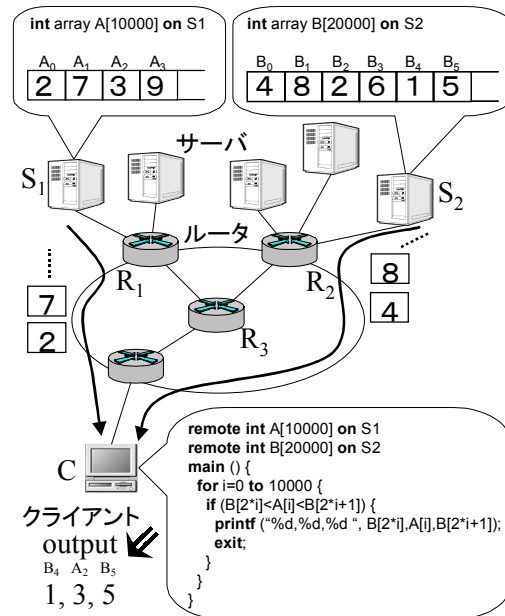 int array A[10000] on S1
A0 A1 A2 A3
2 7 3 9
int array B[20000] on S2
B0 B1 B2 B3 B4 B5
4 8 2 6 1 5
サーバ
S1
S2
ルータ
R1
R2
R3
7
2
8
4
C
クライアント
output
B4 A2 B5
1, 3, 5
remote int A[10000] on S1
remote int B[20000] on S2
main () {
for i=0 to 10000 {
if (B[2*i]<A[i]<B[2*i+1]) {
printf ("%d,%d,%d “, B[2*i],A[i],B[2*i+1]);
exit;
}
}
}